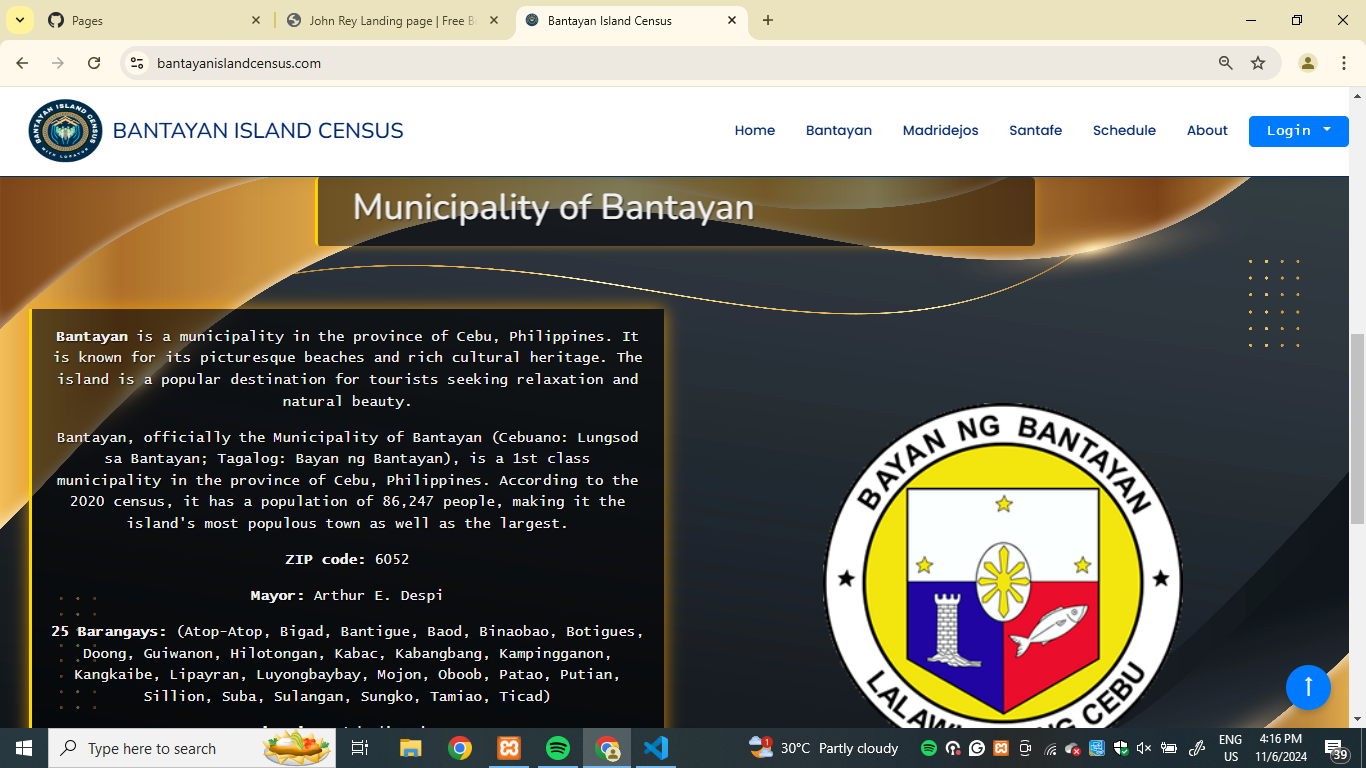 Pages
John Rey Landing page | Free B
Bantayan Island Census
bantayanislandcensus.com
BANTAYAN ISLAND CENSUS
BANTAYAN ISLAND CENSUS
Home
Bantayan
Madridejos
Santafe
Schedule
About
Login
Municipality of Bantayan
Bantayan is a municipality in the province of Cebu, Philippines. It
is known for its picturesque beaches and rich cultural heritage. The
island is a popular destination for tourists seeking relaxation and
natural beauty.
Bantayan, officially the Municipality of Bantayan (Cebuano: Lungsod
sa Bantayan; Tagalog: Bayan ng Bantayan), is a 1st class
municipality in the province of Cebu, Philippines. According to the
2020 census, it has a population of 86,247 people, making it the
island's most populous town as well as the largest.
ZIP code: 6052
Mayor: Arthur E. Despi
25 Barangays: (Atop-Atop, Bigad, Bantigue, Baod, Binaobao, Botigues,
Doong, Guiwanon, Hilotongan, Kabac, Kabangbang, Kampingganon,
Kangkaibe, Lipayran, Luyongbaybay, Mojon, Oboob, Patao, Putian,
Sillion, Suba, Sulangan, Sungko, Tamiao, Ticad)
BAYAN NG BANTAYAN
NG CEBU
Type here to search
1
30°C Partly cloudy
ENG
US
4:16 PM
11/6/2024
39